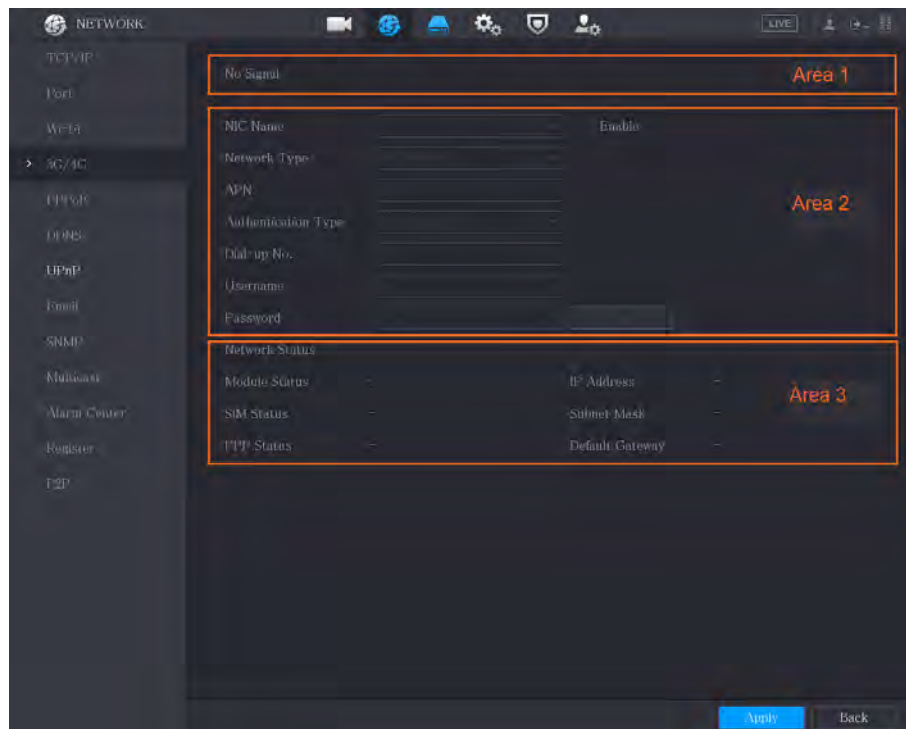 NETWORK
LIVE
TCP/IP
Port
Wi-Fi
3G/4G
PPPoE
DDNS
UPnP
Email
SNMP
Multicast
Alarm Center
Register
P2P
No Signal
Area 1
NIC Name Enable
Network Type
APN
Area 2
Authentication Type
Dial-up No.
Username
Password
Network Status
Module Status - IP Address -
Area 3
SIM Status - Subnet Mask -
PPP Status - Default Gateway -
Apply Back